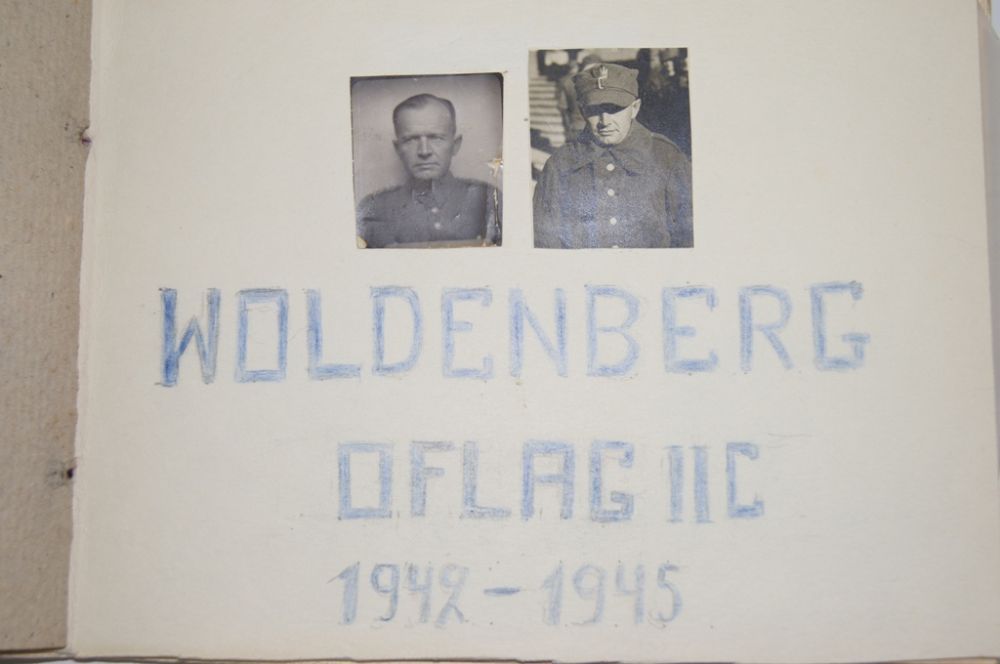 WOLDENBERG
OFLAG IIC
1942 - 1945